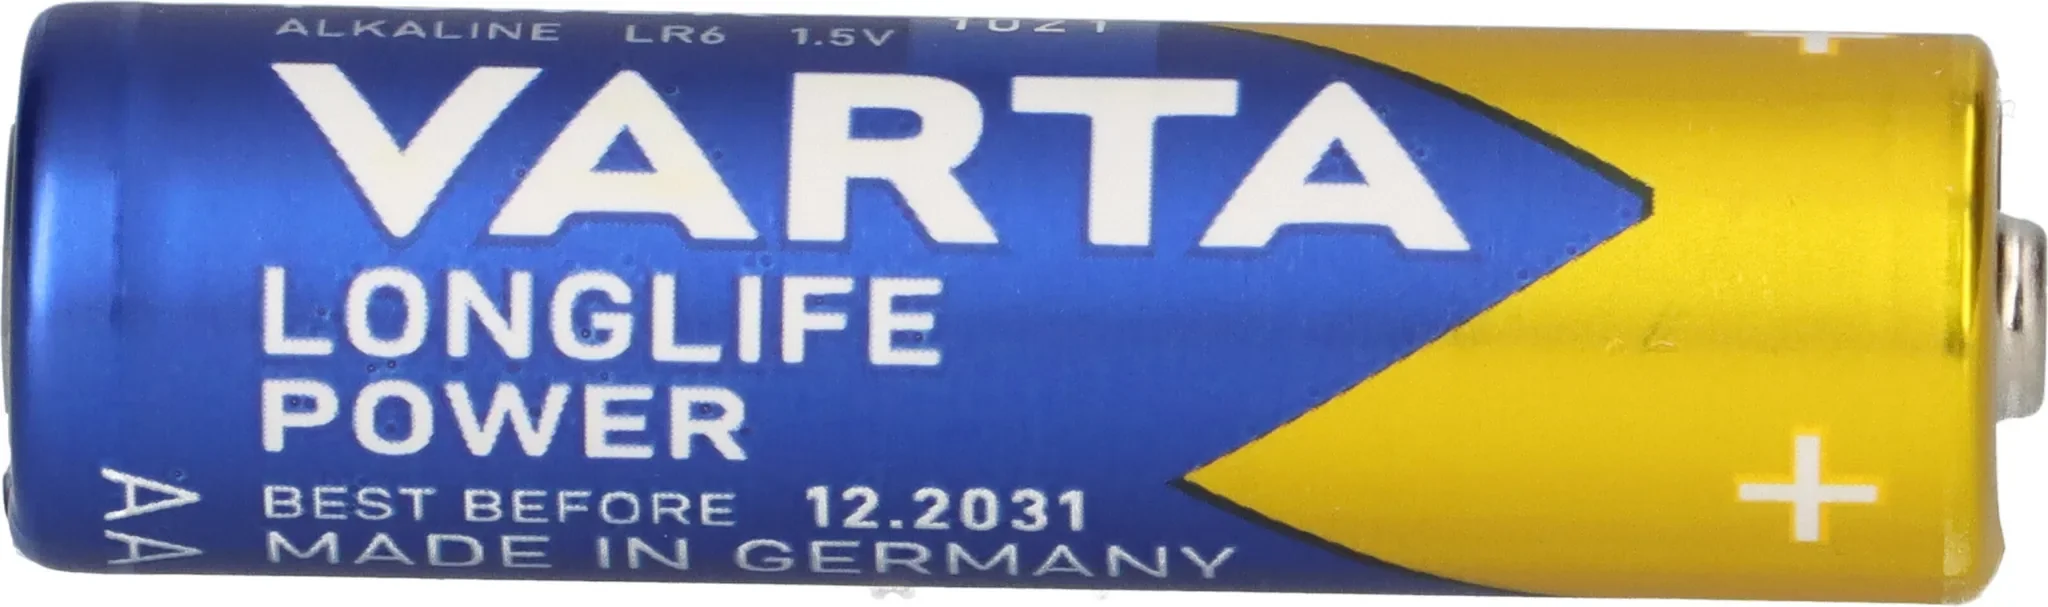 ALKALINE LR6 1.5V
VARTA
LONGLIFE
POWER
BEST BEFORE 12.2031
MADE IN GERMANY
AA
+